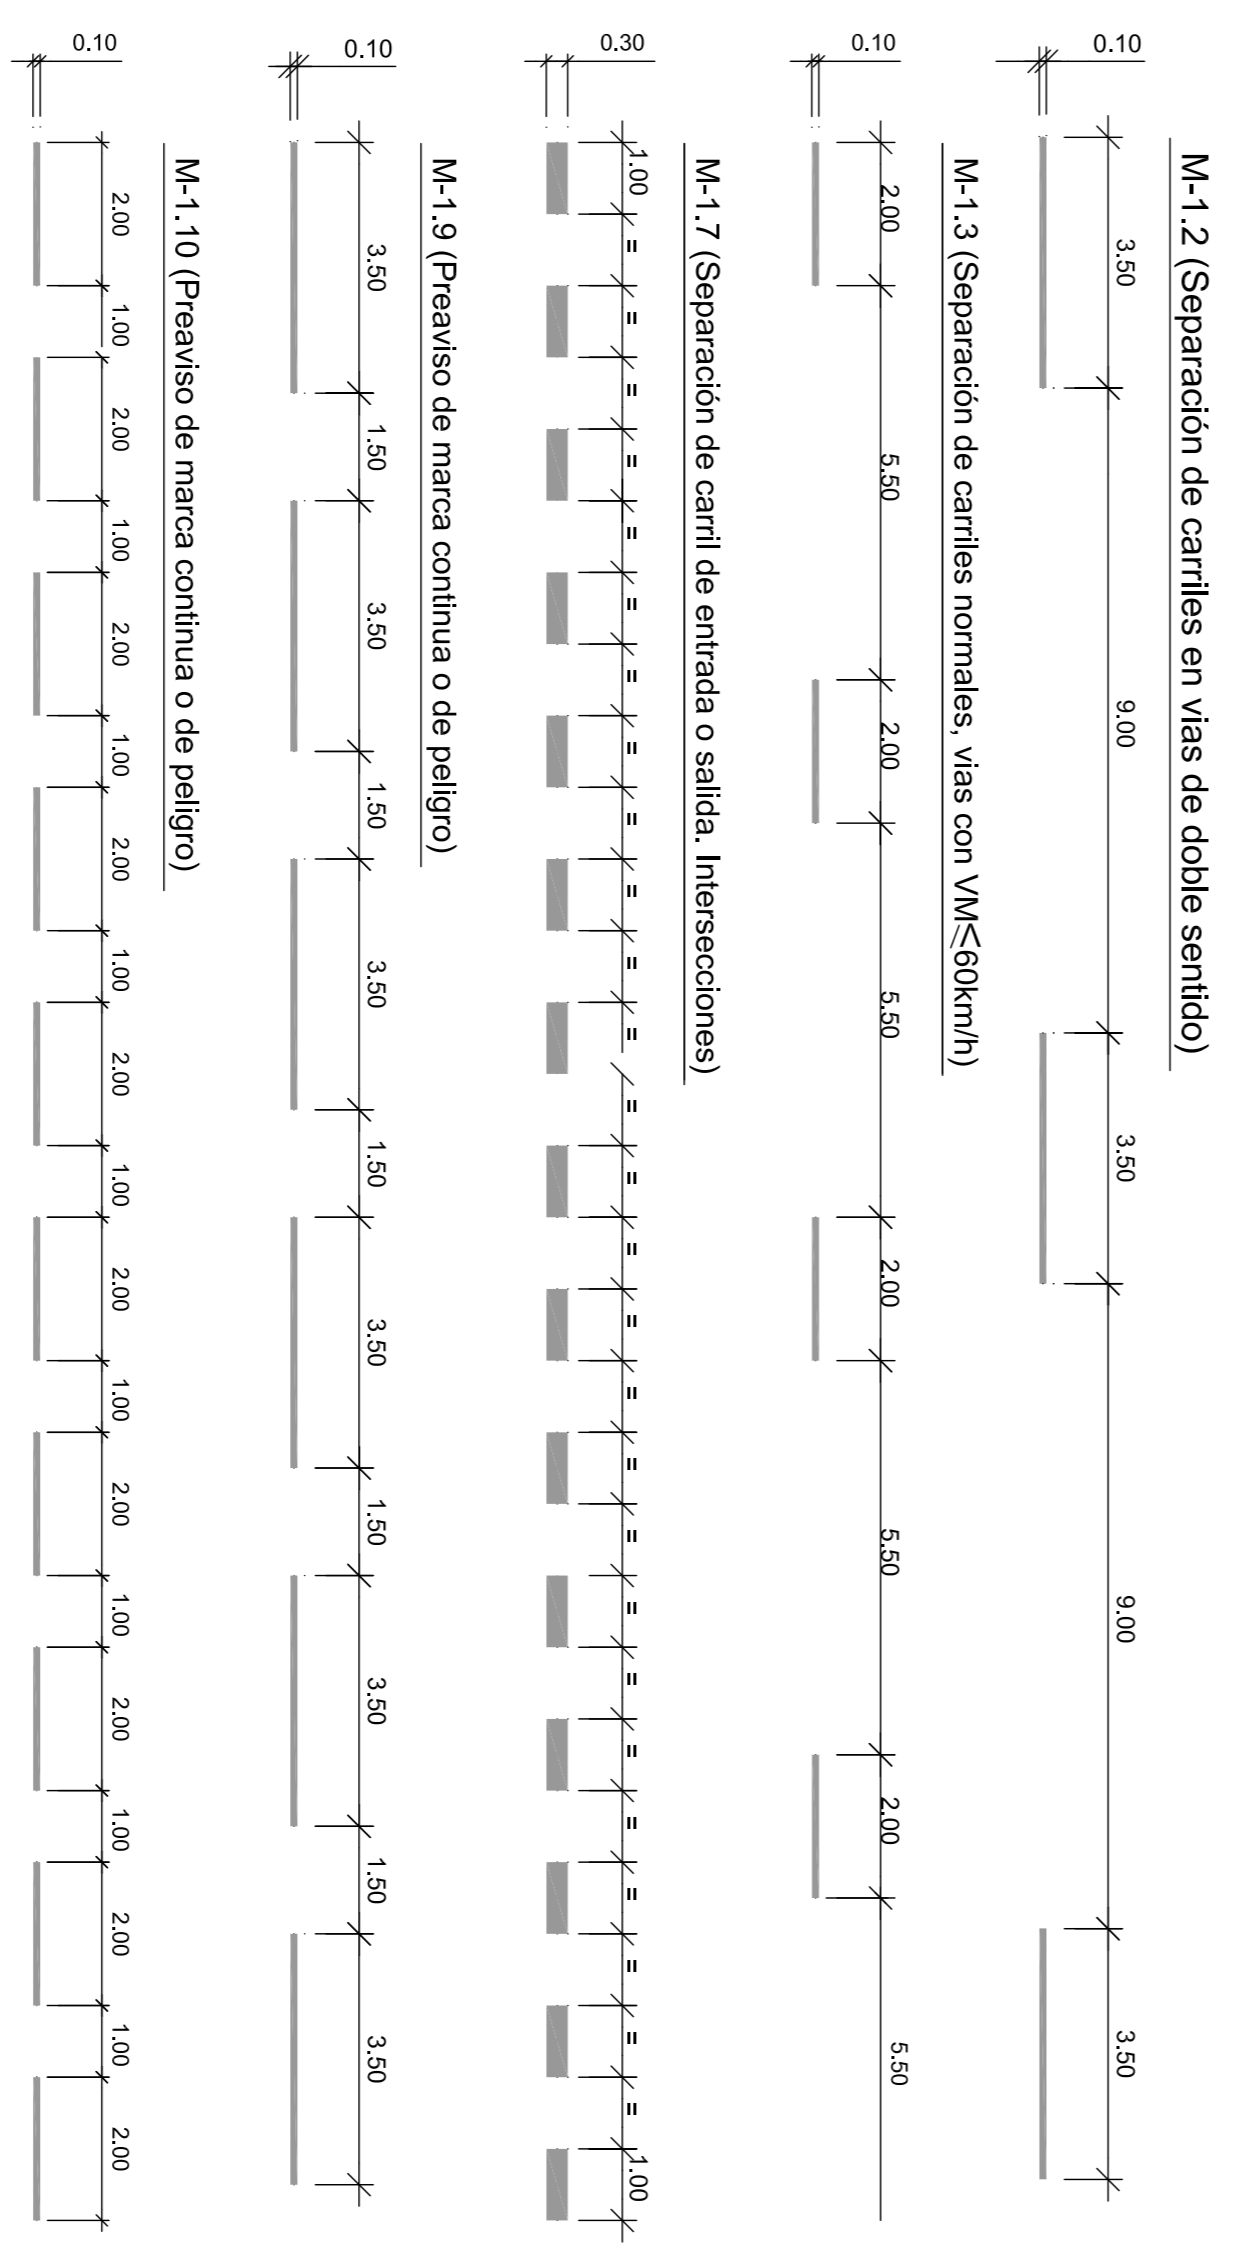 M-1.2 (Separación de carriles en vias de doble sentido)
3.50 9.00 3.50 9.00 3.50
0.10
M-1.3 (Separación de carriles normales, vias con VM≤60km/h)
2.00 5.50 2.00 5.50 2.00 5.50 2.00 5.50
0.10
M-1.7 (Separación de carril de entrada o salida. Intersecciones)
1.00 = = = = = = = = = = = = = = = = = = = = = = = = = = = 1.00
0.30
M-1.9 (Preaviso de marca continua o de peligro)
3.50 1.50 3.50 1.50 3.50 1.50 3.50 1.50 3.50 1.50 3.50
0.10
M-1.10 (Preaviso de marca continua o de peligro)
2.00 1.00 2.00 1.00 2.00 1.00 2.00 1.00 2.00 1.00 2.00 1.00 2.00 1.00 2.00 1.00 2.00 1.00 2.00
0.10